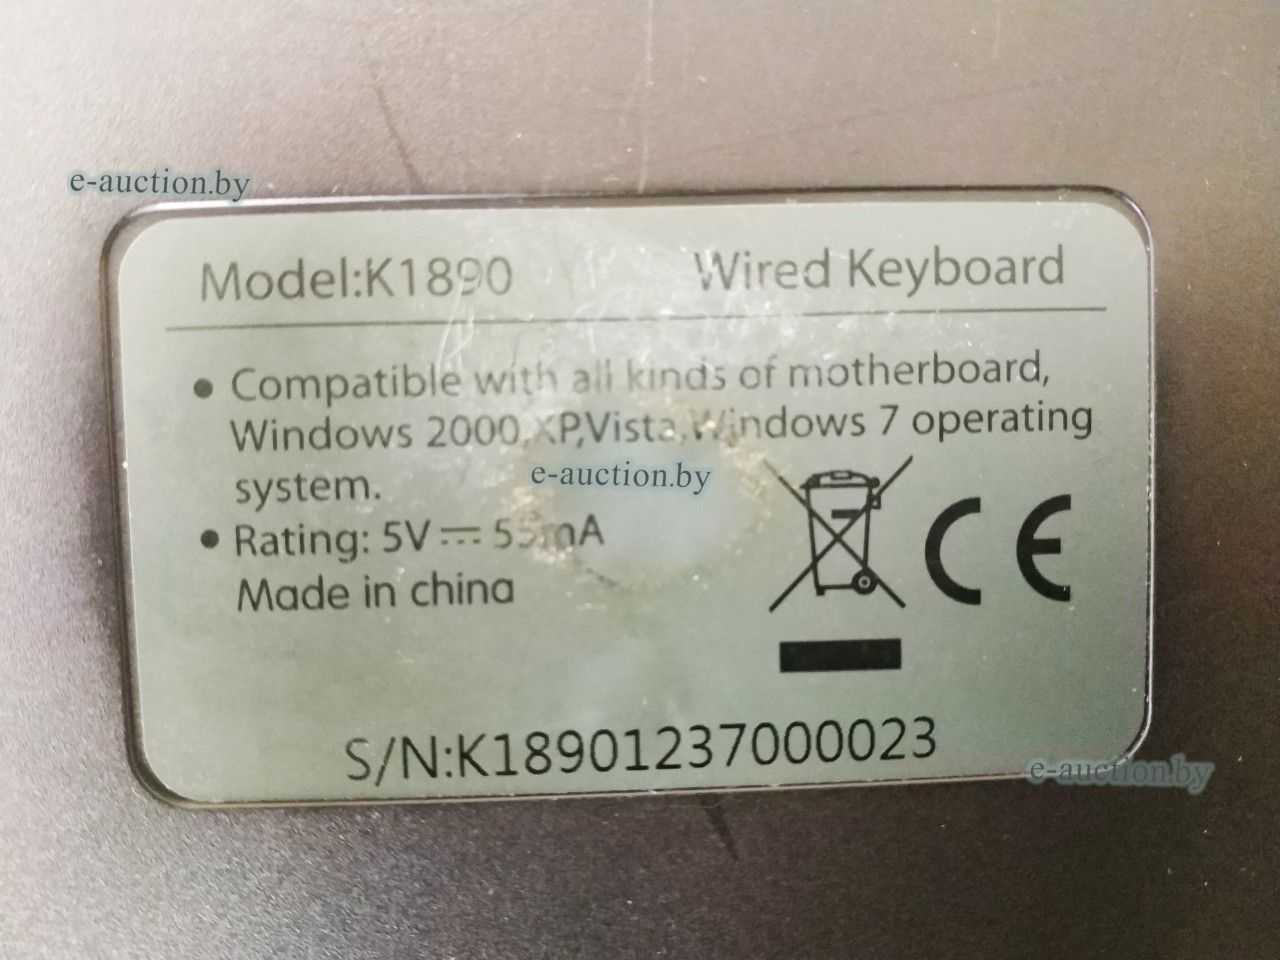 e-auction.by
Model:K1890 Wired Keyboard
• Compatible with all kinds of motherboard,
Windows 2000,XP,Vista,Windows 7 operating
system.
e-auction.by
• Rating: 5V ⎓ 55mA
Made in china
CE
S/N:K18901237000023
e-auction.by